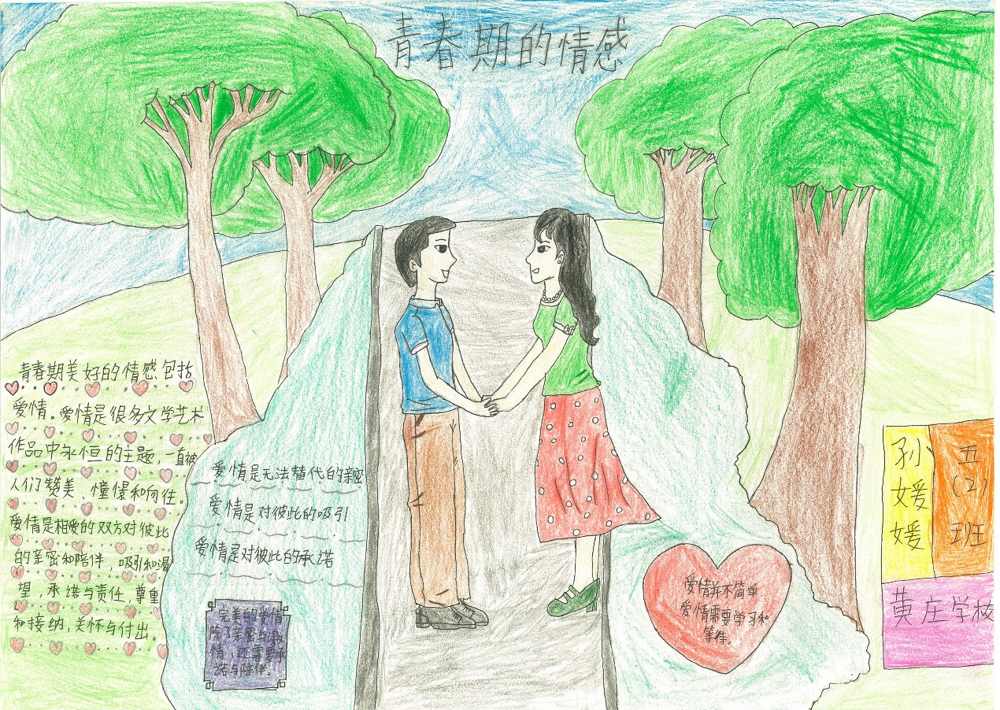 青春期的情感
青春期美好的情感包括
爱情。爱情是很多文学艺术
作品中永恒的主题，一直被
人们赞美、憧憬和向往。
爱情是相爱的双方对彼此
的亲密和陪伴，吸引和渴
望，承诺与责任，尊重
和接纳，关怀与付出。
爱情是无法替代的亲密
爱情是对彼此的吸引
爱情是对彼此的承诺
完美的爱情
除了亲密与激
情，还需要承
诺与陪伴。
爱情并不简单
爱情需要学习和
等待。
孙媛媛
五(2)班
黄庄学校